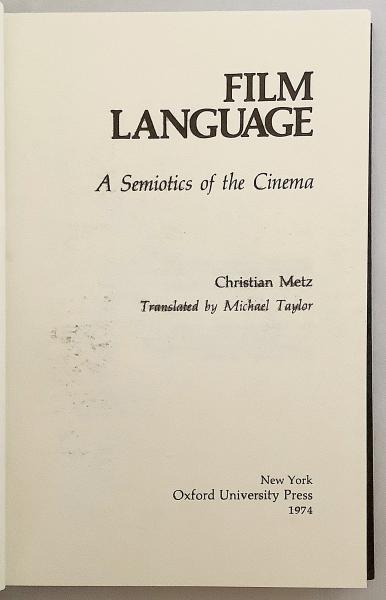 FILM
LANGUAGE
A Semiotics of the Cinema
Christian Metz
Translated by Michael Taylor
New York
Oxford University Press
1974